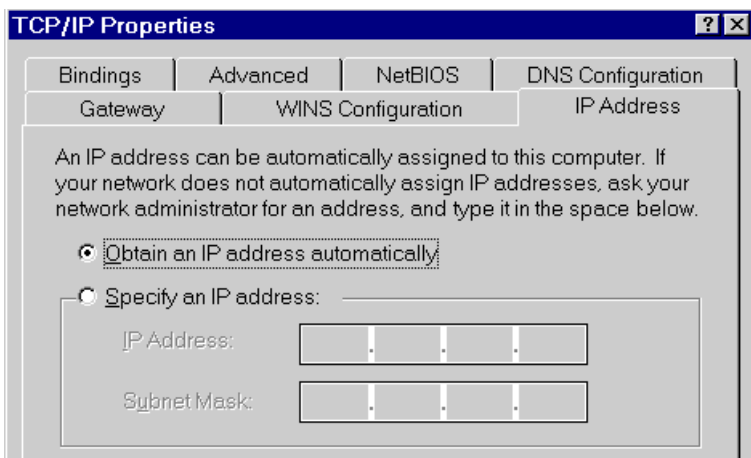 TCP/IP Properties
Bindings Advanced NetBIOS DNS Configuration
Gateway WINS Configuration IP Address
An IP address can be automatically assigned to this computer. If
your network does not automatically assign IP addresses, ask your
network administrator for an address, and type it in the space below.
Obtain an IP address automatically
Specify an IP address:
IP Address:
Subnet Mask: